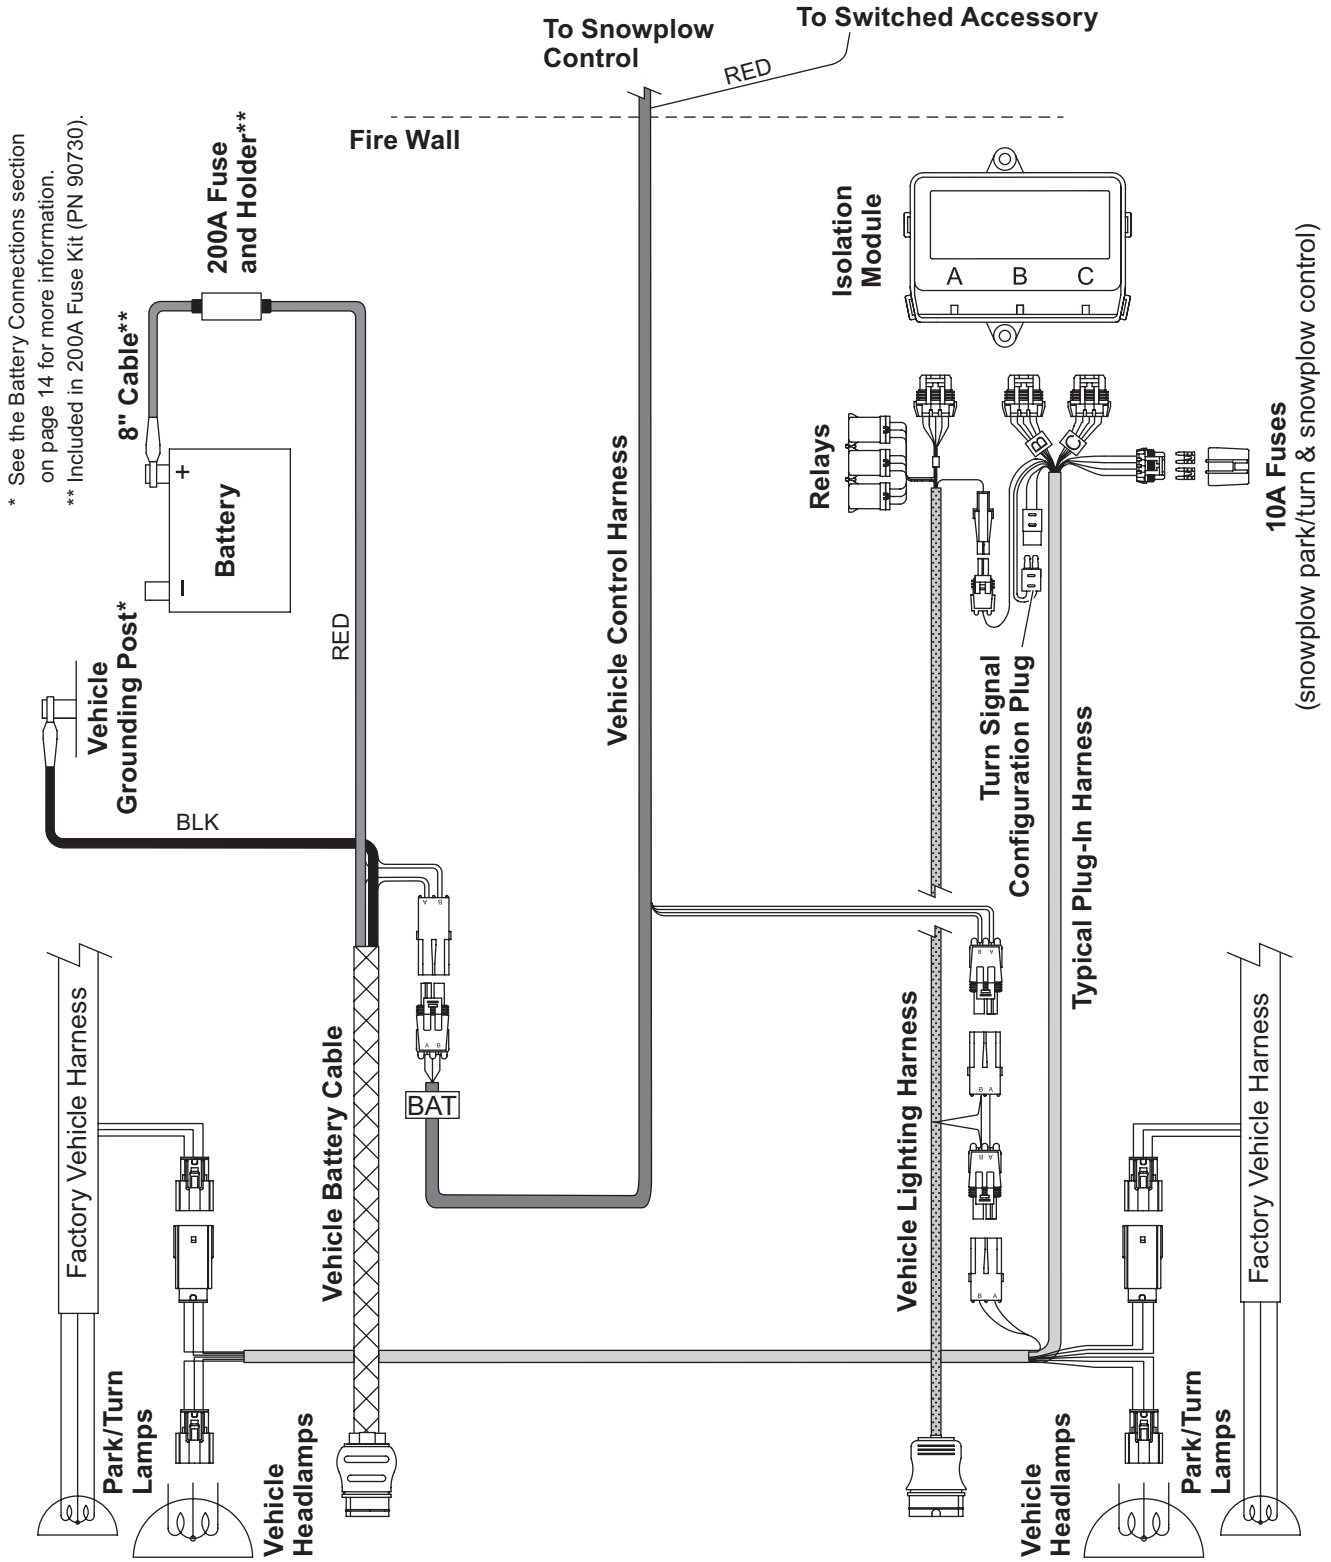 To Snowplow
Control
To Switched Accessory
RED
Fire Wall
* See the Battery Connections section
on page 14 for more information.
** Included in 200A Fuse Kit (PN 90730).
200A Fuse
and Holder**
8" Cable**
+
–
Battery
Vehicle
Grounding Post*
RED
BLK
Isolation
Module
A
B
C
Relays
B
C
10A Fuses
(snowplow park/turn & snowplow control)
Vehicle Control Harness
Turn Signal
Configuration Plug
Typical Plug-In Harness
A
B
A
B
BAT
B
A
B
A
B
A
B
A
Factory Vehicle Harness
Vehicle Battery Cable
Vehicle Lighting Harness
Factory Vehicle Harness
Park/Turn
Lamps
Vehicle
Headlamps
Vehicle
Headlamps
Park/Turn
Lamps